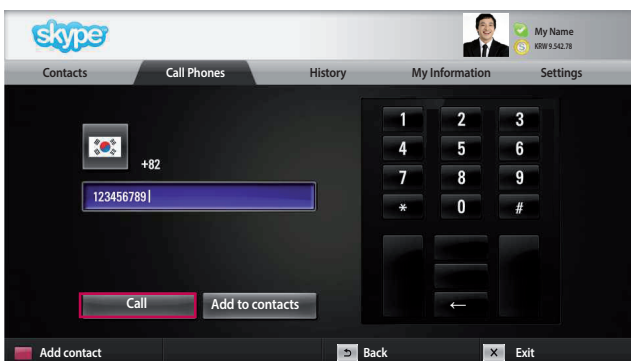 skype
My Name
KRW 9.542.78
Contacts Call Phones History My Information Settings
+82
123456789
1 2 3
4 5 6
7 8 9
* 0 #
←
Call Add to contacts
Add contact Back Exit